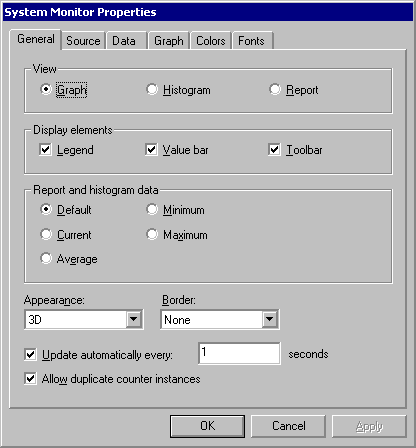 System Monitor Properties
General Source Data Graph Colors Fonts
View
Graph Histogram Report
Display elements
Legend Value bar Toolbar
Report and histogram data
Default Minimum
Current Maximum
Average
Appearance: Border:
3D None
Update automatically every: 1 seconds
Allow duplicate counter instances
OK Cancel Apply